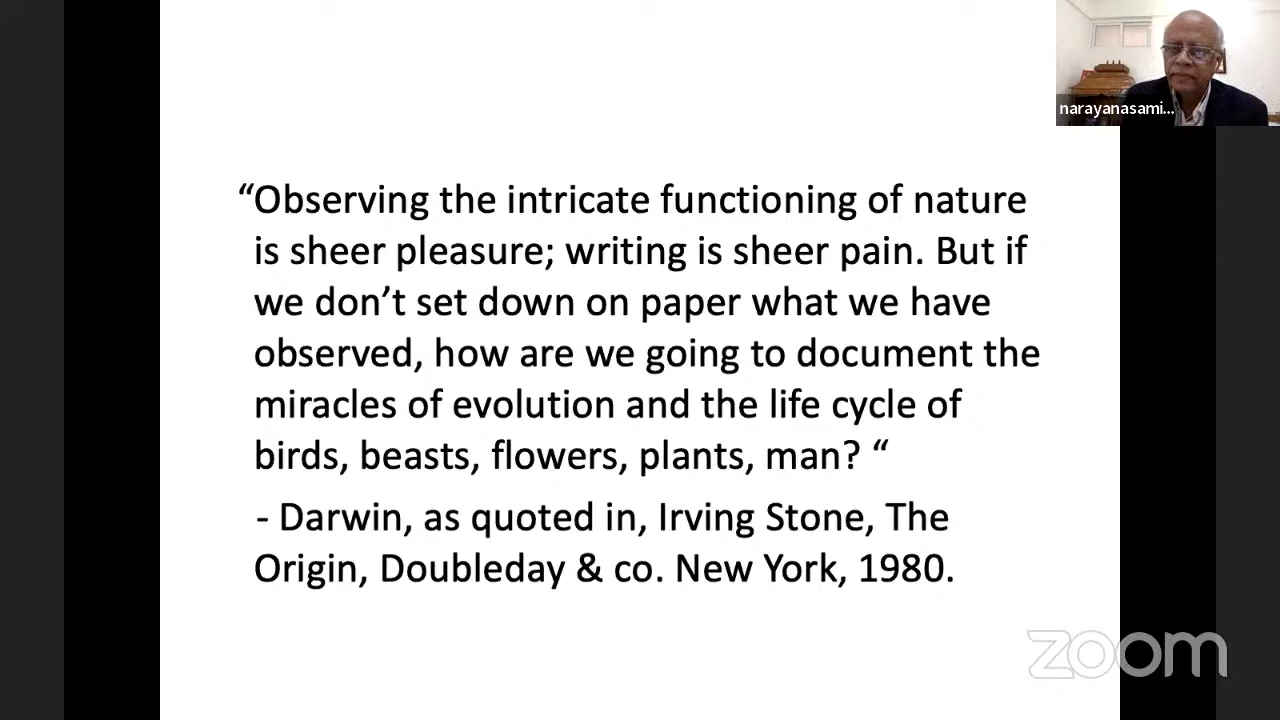 narayanasami...
“Observing the intricate functioning of nature
is sheer pleasure; writing is sheer pain. But if
we don’t set down on paper what we have
observed, how are we going to document the
miracles of evolution and the life cycle of
birds, beasts, flowers, plants, man? “
- Darwin, as quoted in, Irving Stone, The
Origin, Doubleday & co. New York, 1980.
zoom